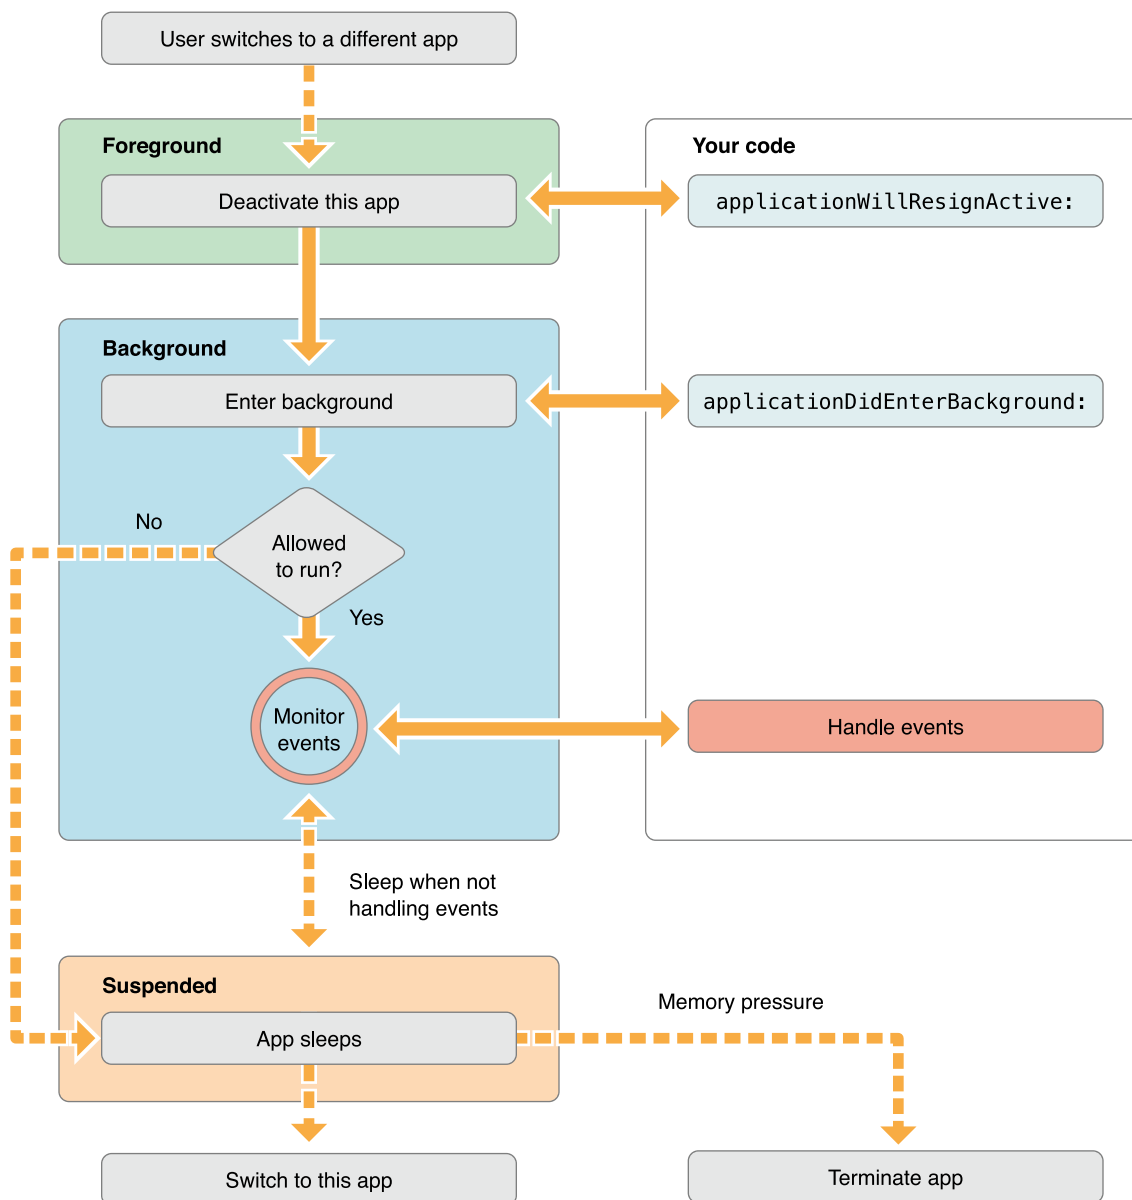 User switches to a different app
Foreground
Your code
Deactivate this app
applicationWillResignActive:
Background
Enter background
applicationDidEnterBackground:
No
Allowed
to run?
Yes
Monitor
events
Handle events
Sleep when not
handling events
Suspended
Memory pressure
App sleeps
Switch to this app
Terminate app